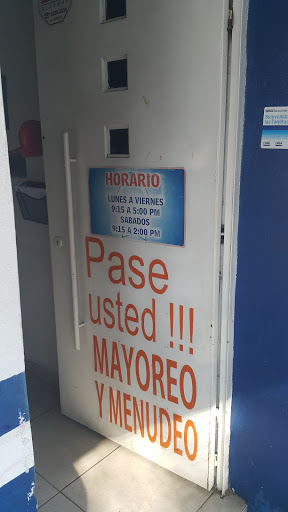 HORARIO
LUNES A VIERNES
9:15 A 5:00 PM
SABADOS
9:15 A 2:00 PM
Pase
usted !!!
MAYOREO
Y MENUDEO